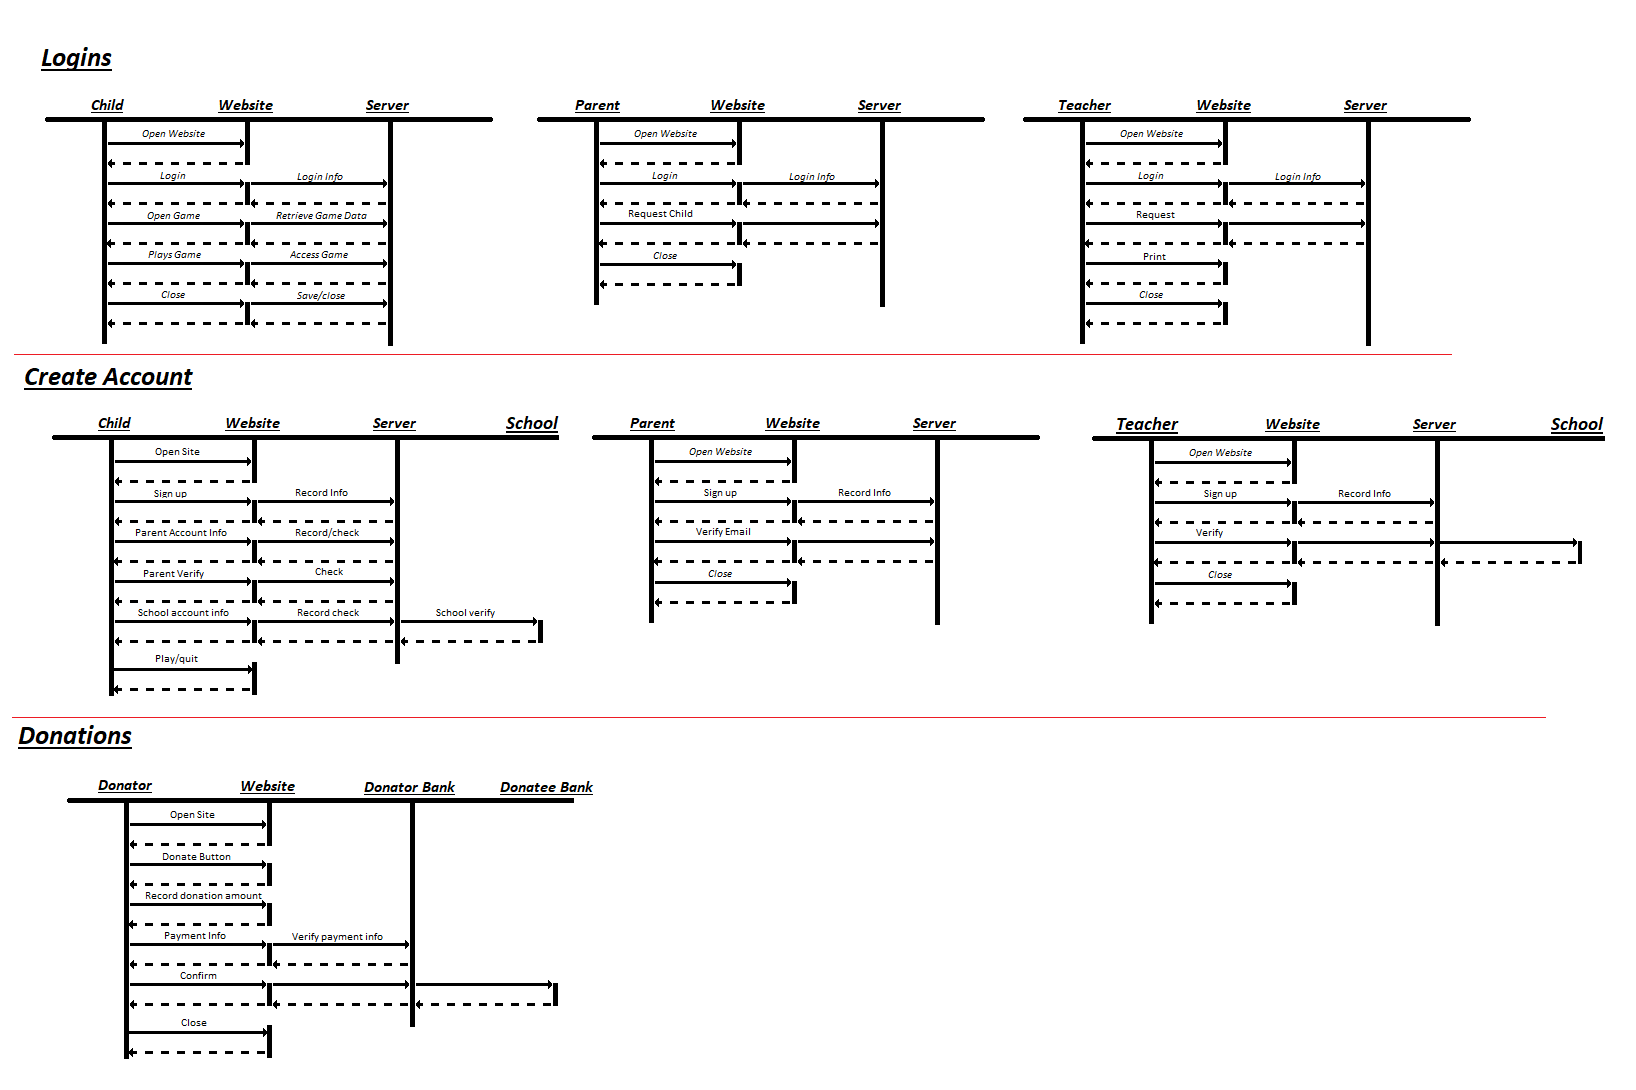 Logins
Child Website Server
Open Website
Login Login Info
Open Game Retrieve Game Data
Plays Game Access Game
Close Save/close
Parent Website Server
Open Website
Login Login Info
Request Child
Close
Teacher Website Server
Open Website
Login Login Info
Request
Print
Close
Create Account
Child Website Server School
Open Site
Sign up Record Info
Parent Account Info Record/check
Parent Verify Check
School account info Record check School verify
Play/quit
Parent Website Server
Open Website
Sign up Record Info
Verify Email
Close
Teacher Website Server School
Open Website
Sign up Record Info
Verify
Close
Donations
Donator Website Donator Bank Donatee Bank
Open Site
Donate Button
Record donation amount
Payment Info Verify payment info
Confirm
Close